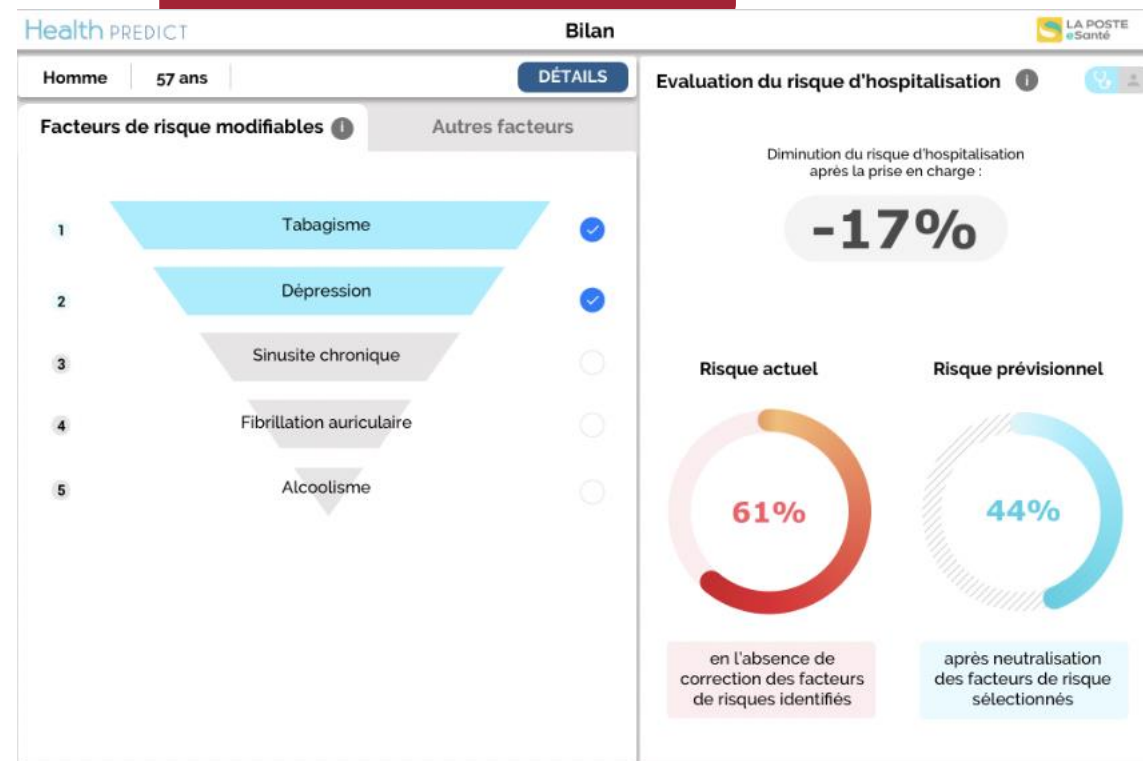 Health PREDICT
Bilan
LA POSTE
eSanté
Homme
57 ans
DÉTAILS
Facteurs de risque modifiables i
Autres facteurs
1 Tabagisme
2 Dépression
3 Sinusite chronique
4 Fibrillation auriculaire
5 Alcoolisme
Evaluation du risque d'hospitalisation i
Diminution du risque d'hospitalisation
après la prise en charge :
-17%
Risque actuel
61%
en l'absence de
correction des facteurs
de risques identifiés
Risque prévisionnel
44%
après neutralisation
des facteurs de risque
sélectionnés